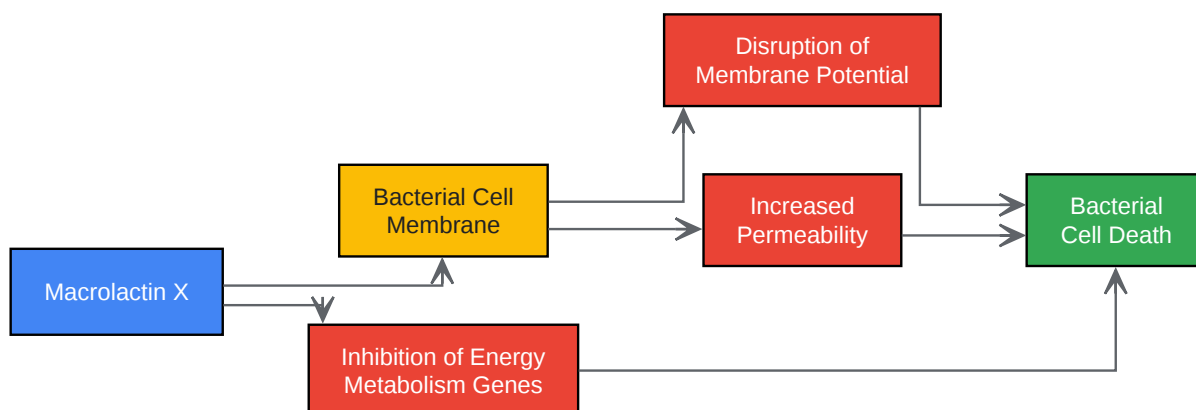 Disruption of
Membrane Potential
Bacterial Cell
Membrane
Increased
Permeability
Bacterial
Cell Death
Macrolactin X
Inhibition of Energy
Metabolism Genes